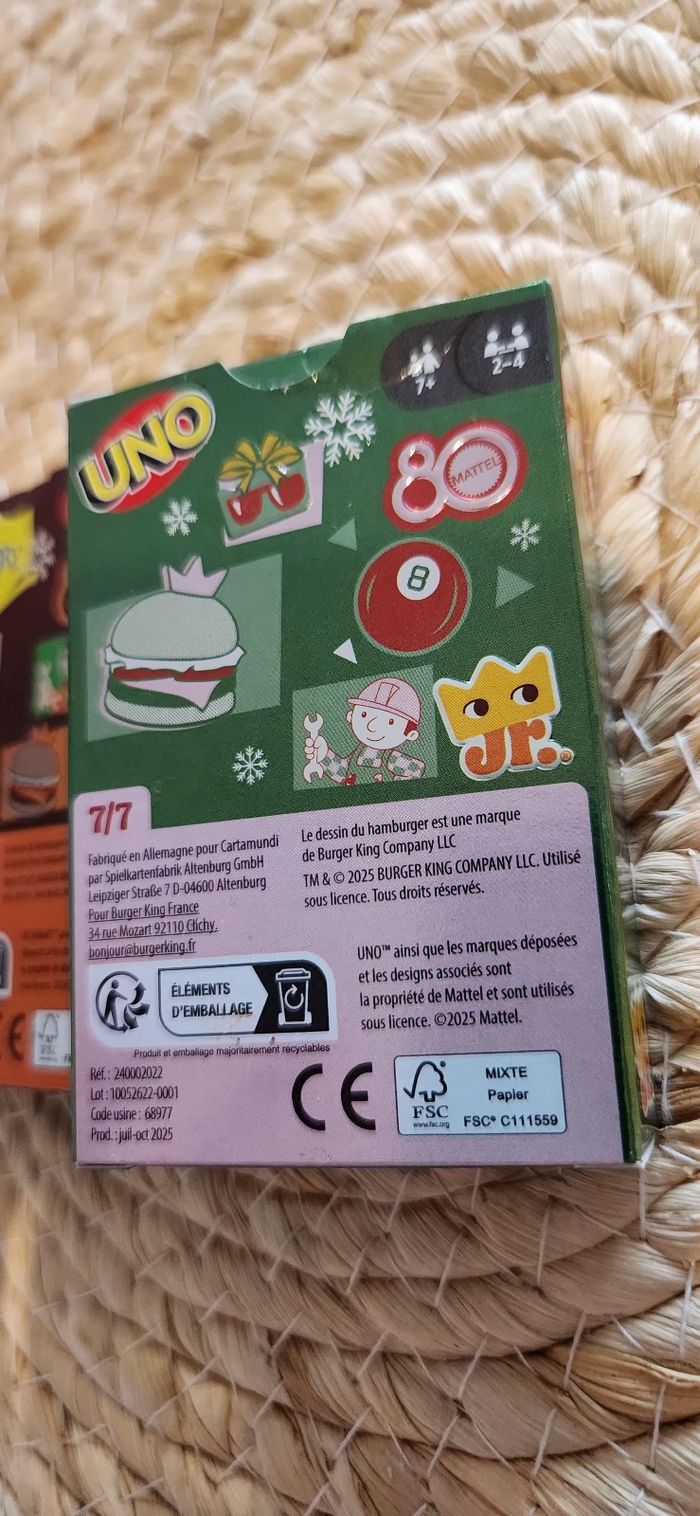 7+
2-4
UNO
80
MATTEL
8
Jr.®
7/7
Fabriqué en Allemagne pour Cartamundi
par Spielkartenfabrik Altenburg GmbH
Leipziger Straße 7 D-04600 Altenburg
Pour Burger King France
34 rue Mozart 92110 Clichy.
bonjour@burgerking.fr
Le dessin du hamburger est une marque
de Burger King Company LLC
TM & © 2025 BURGER KING COMPANY LLC. Utilisé
sous licence. Tous droits réservés.
UNO™ ainsi que les marques déposées
et les designs associés sont
la propriété de Mattel et sont utilisés
sous licence. ©2025 Mattel.
ÉLÉMENTS
D'EMBALLAGE
Produit et emballage majoritairement recyclables
Réf.: 240002022
Lot: 10052622-0001
Code usine: 68977
Prod.: juil-oct 2025
CE
FSC
www.fsc.org
MIXTE
Papier
FSC® C111559